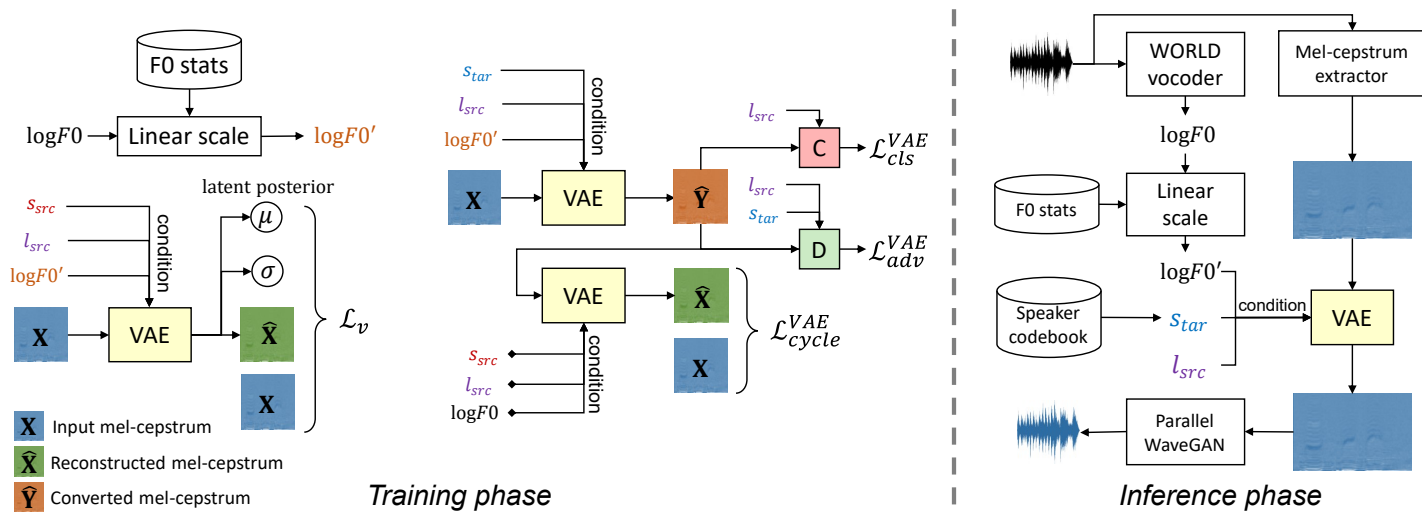 F0 stats
logF0
Linear scale
logF0′
latent posterior
s_src
l_src
logF0′
condition
μ
σ
X
VAE
X̂
X
ℒ_v
X Input mel-cepstrum
X̂ Reconstructed mel-cepstrum
Ŷ Converted mel-cepstrum
s_tar
l_src
logF0′
condition
X
VAE
Ŷ
l_src
C
ℒ_cls^VAE
l_src
s_tar
D
ℒ_adv^VAE
VAE
X̂
X
ℒ_cycle^VAE
s_src
l_src
logF0
condition
Training phase
WORLD
vocoder
Mel-cepstrum
extractor
logF0
F0 stats
Linear
scale
logF0′
Speaker
codebook
s_tar
l_src
condition
VAE
Parallel
WaveGAN
Inference phase